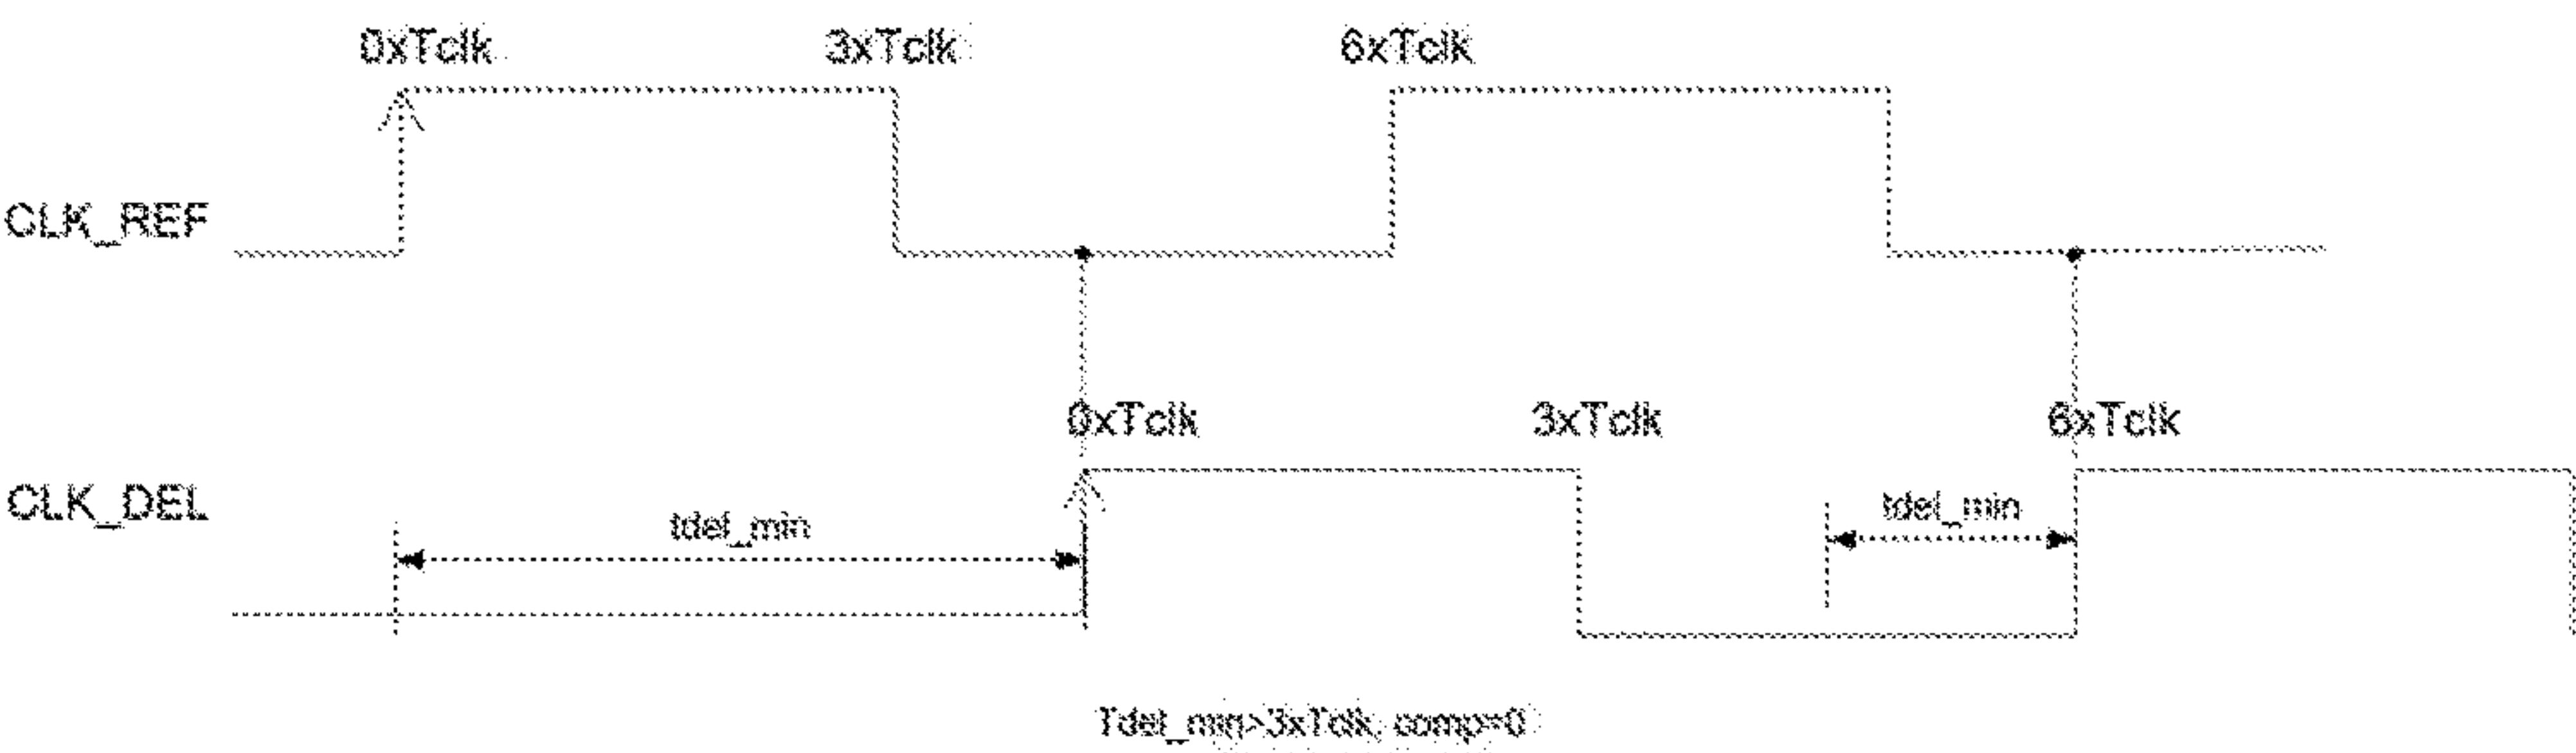 0xTclk 3xTclk 6xTclk
CLK_REF
0xTclk 3xTclk 6xTclk
CLK_DEL
tdel_min tdel_min
Tdel_min>3xTclk, comp=0